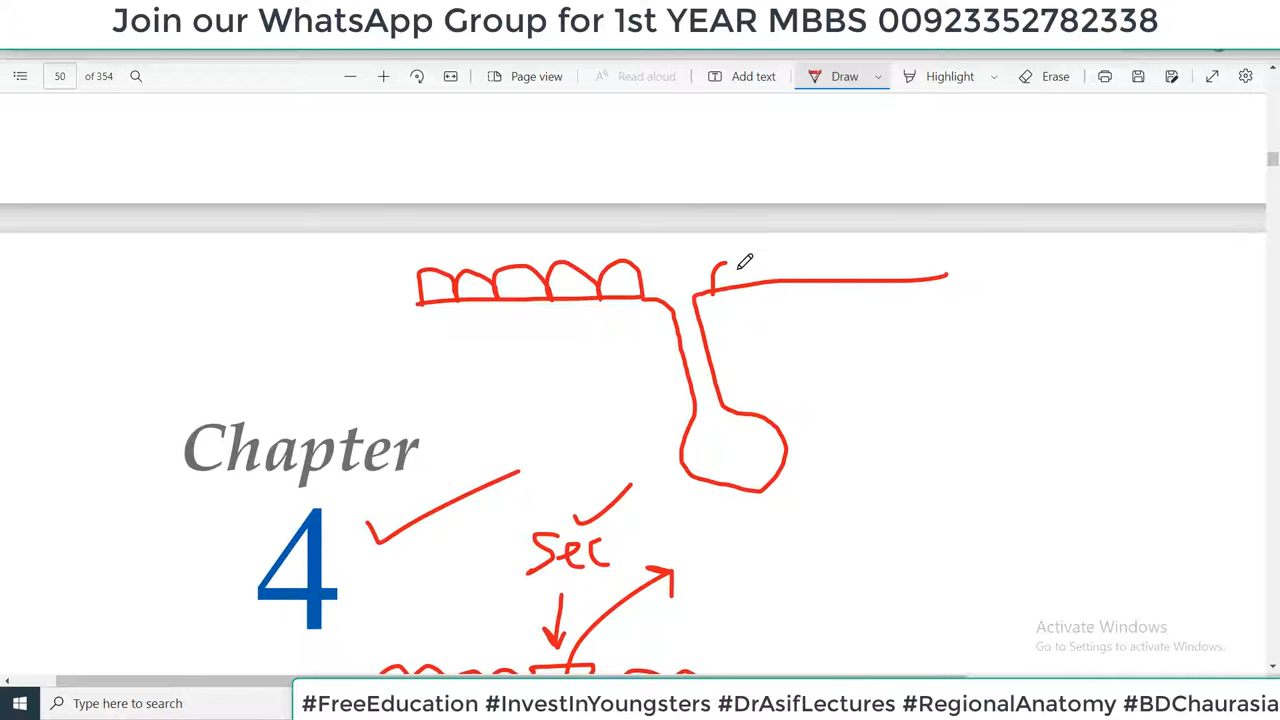 Join our WhatsApp Group for 1st YEAR MBBS 00923352782338
50 of 354 Page view Read aloud Add text Draw Highlight Erase
Chapter
4
Sec
Activate Windows
Go to Settings to activate Windows.
Type here to search
#FreeEducation #InvestInYoungsters #DrAsifLectures #RegionalAnatomy #BDChaurasia